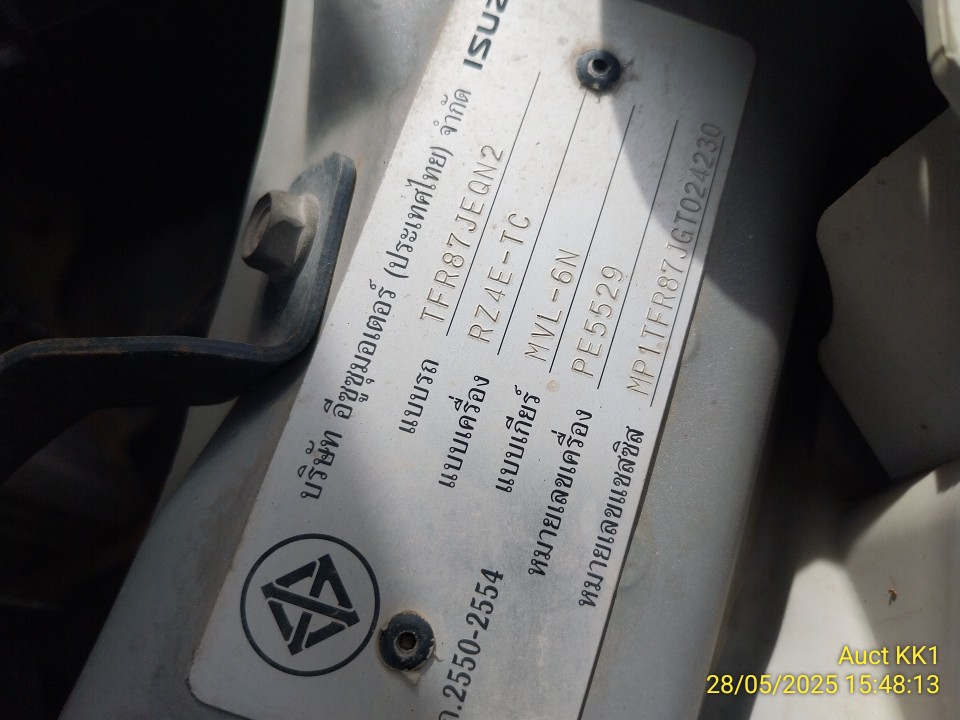 ISUZ
บริษัท อีซูซุมอเตอร์ (ประเทศไทย) จำกัด
แบบรถ TFR87JEQN2
แบบเครื่อง RZ4E-TC
แบบเกียร์ MVL-6N
หมายเลขเครื่อง PE5529
หมายเลขแชสซิส MP1TFR87JGT024230
.2550-2554
Auct KK1
28/05/2025 15:48:13